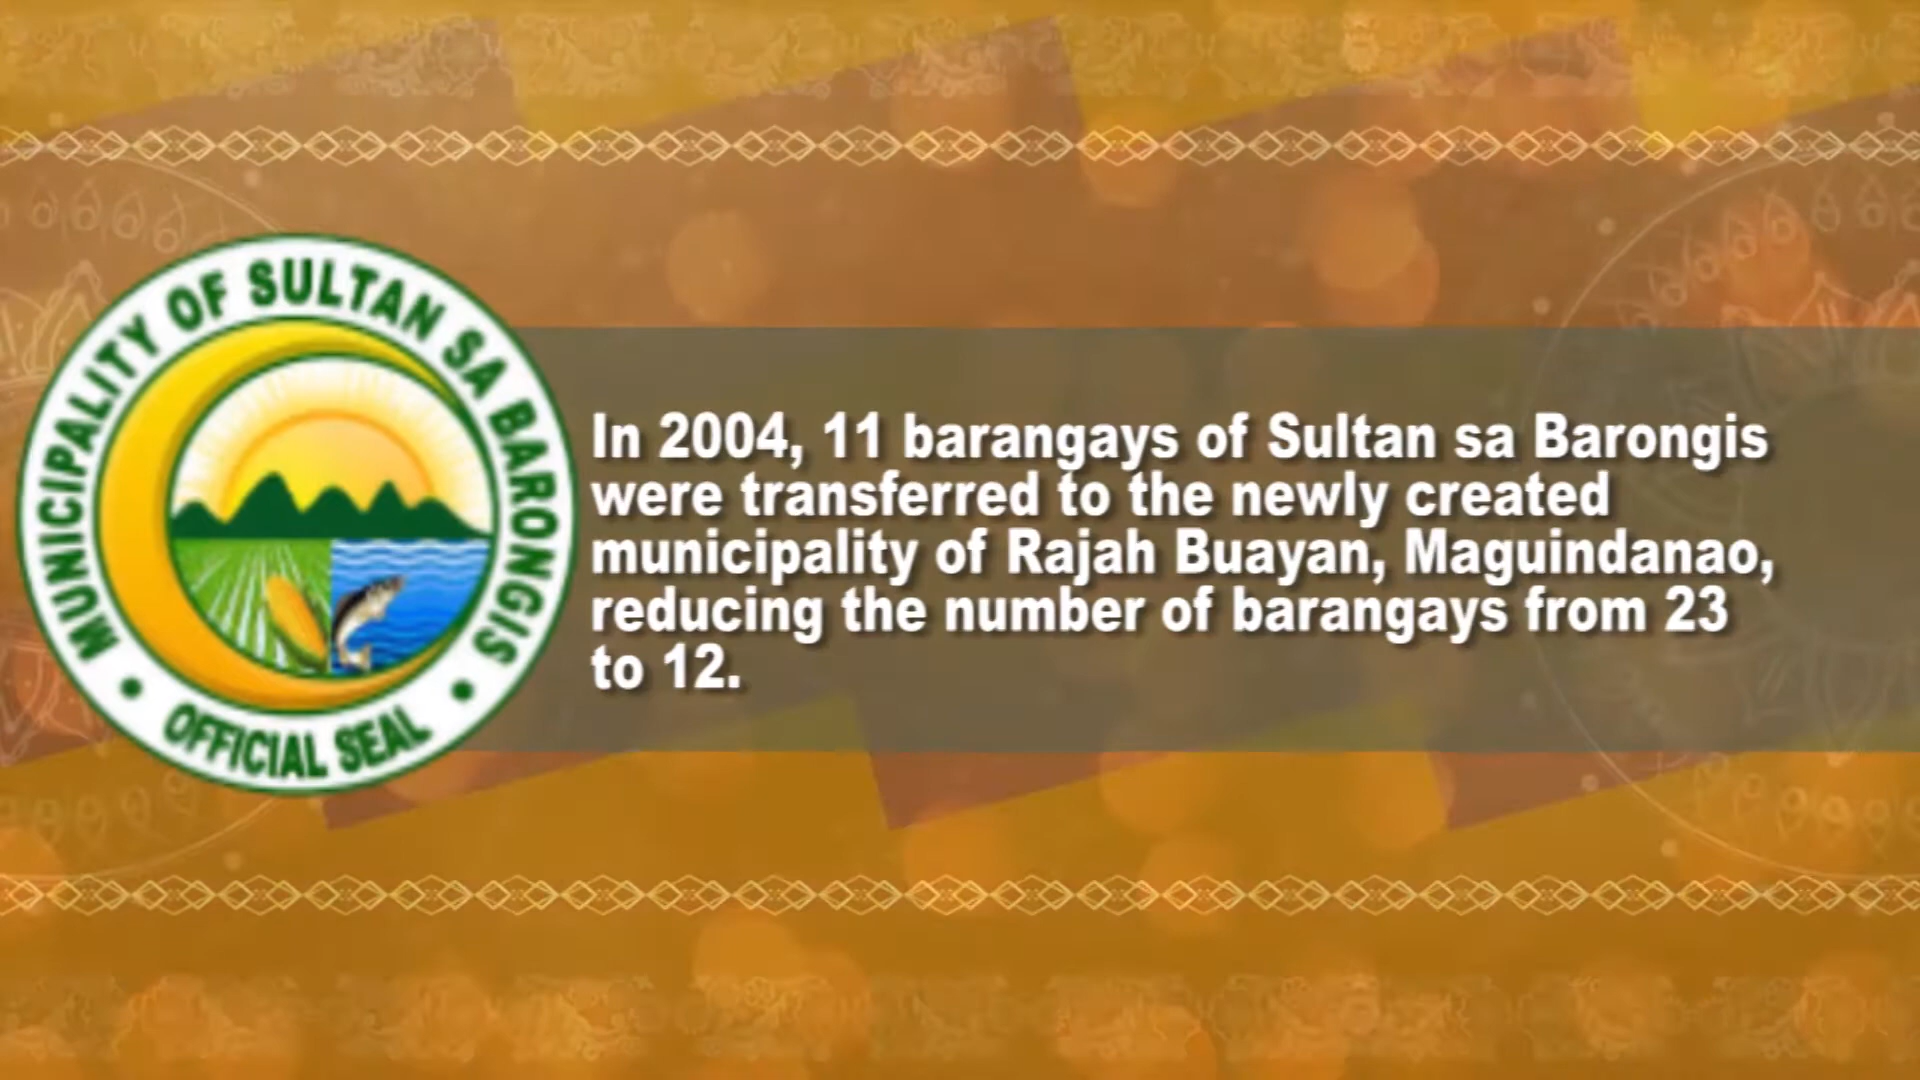 MUNICIPALITY OF SULTAN SA BARONGIS
OFFICIAL SEAL
In 2004, 11 barangays of Sultan sa Barongis
were transferred to the newly created
municipality of Rajah Buayan, Maguindanao,
reducing the number of barangays from 23
to 12.